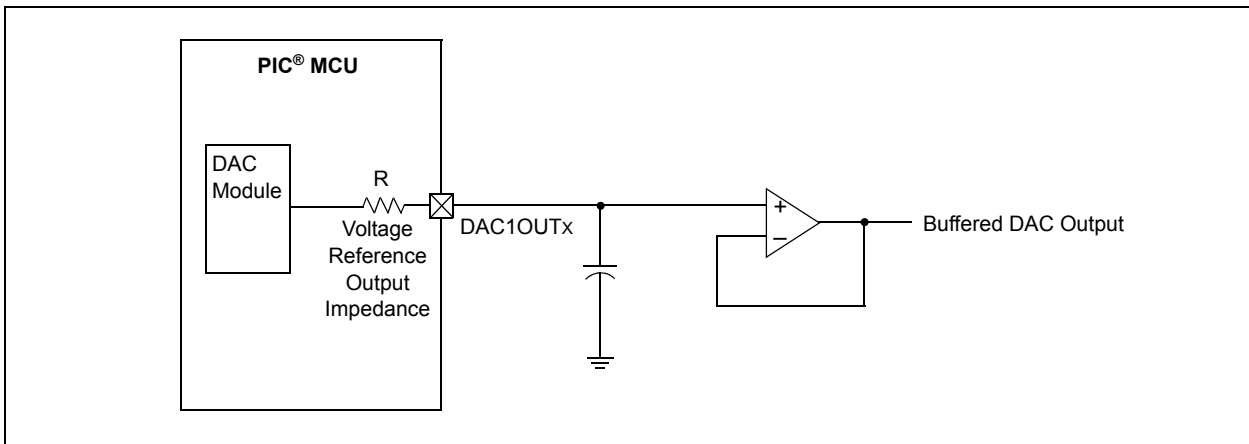 PIC® MCU
DAC
Module
R
Voltage
Reference
Output
Impedance
DAC1OUTX
+
–
Buffered DAC Output